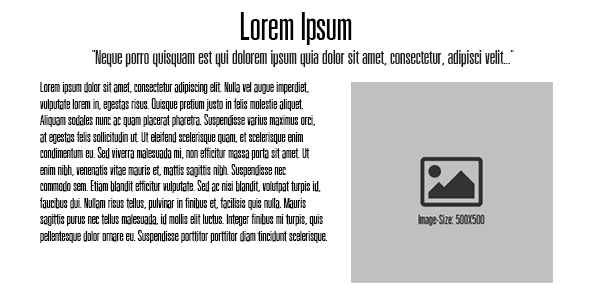 Lorem Ipsum
"Neque porro quisquam est qui dolorem ipsum quia dolor sit amet, consectetur, adipisci velit..."
Lorem ipsum dolor sit amet, consectetur adipiscing elit. Nulla vel augue imperdiet,
vulputate lorem in, egestas risus. Quisque pretium justo in felis molestie aliquet.
Aliquam sodales nunc ac quam placerat pharetra. Suspendisse varius maximus orci,
at egestas felis sollicitudin ut. Ut eleifend scelerisque quam, et scelerisque enim
condimentum eu. Sed viverra malesuada mi, non efficitur massa porta sit amet. Ut
enim nibh, venenatis vitae mauris et, mattis sagittis nibh. Suspendisse nec
commodo sem. Etiam blandit efficitur vulputate. Sed ac nisi blandit, volutpat turpis id,
faucibus dui. Nullam risus tellus, pulvinar in finibus et, facilisis quis nulla. Mauris
sagittis purus nec tellus malesuada, id mollis elit luctus. Integer finibus mi turpis, quis
pellentesque dolor ornare eu. Suspendisse porttitor porttitor diam tincidunt scelerisque.
Image-Size: 500X500